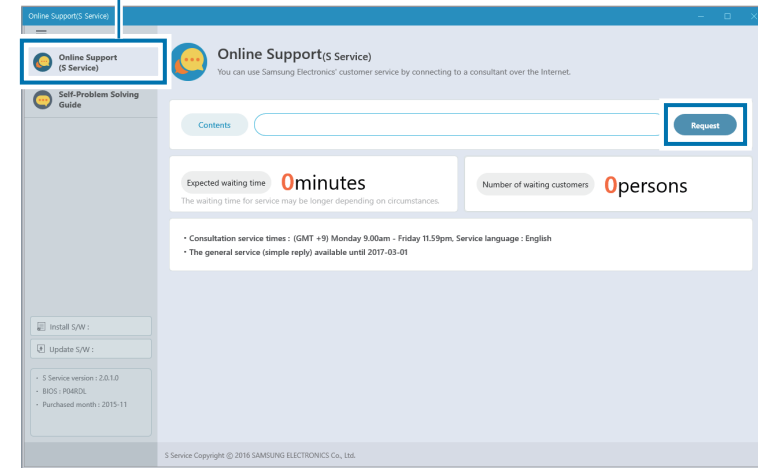 Online Support(S Service)
Online Support
(S Service)
Self-Problem Solving
Guide
Install S/W :
Update S/W :
・ S Service version : 2.0.1.0
・ BIOS : P04RDL
・ Purchased month : 2015-11
Online Support(S Service)
You can use Samsung Electronics' customer service by connecting to a consultant over the Internet.
Contents
Request
Expected waiting time 0minutes
The waiting time for service may be longer depending on circumstances.
Number of waiting customers 0persons
・Consultation service times : (GMT +9) Monday 9.00am - Friday 11.59pm, Service language : English
・The general service (simple reply) available until 2017-03-01
S Service Copyright ⓒ 2016 SAMSUNG ELECTRONICS Co., Ltd.